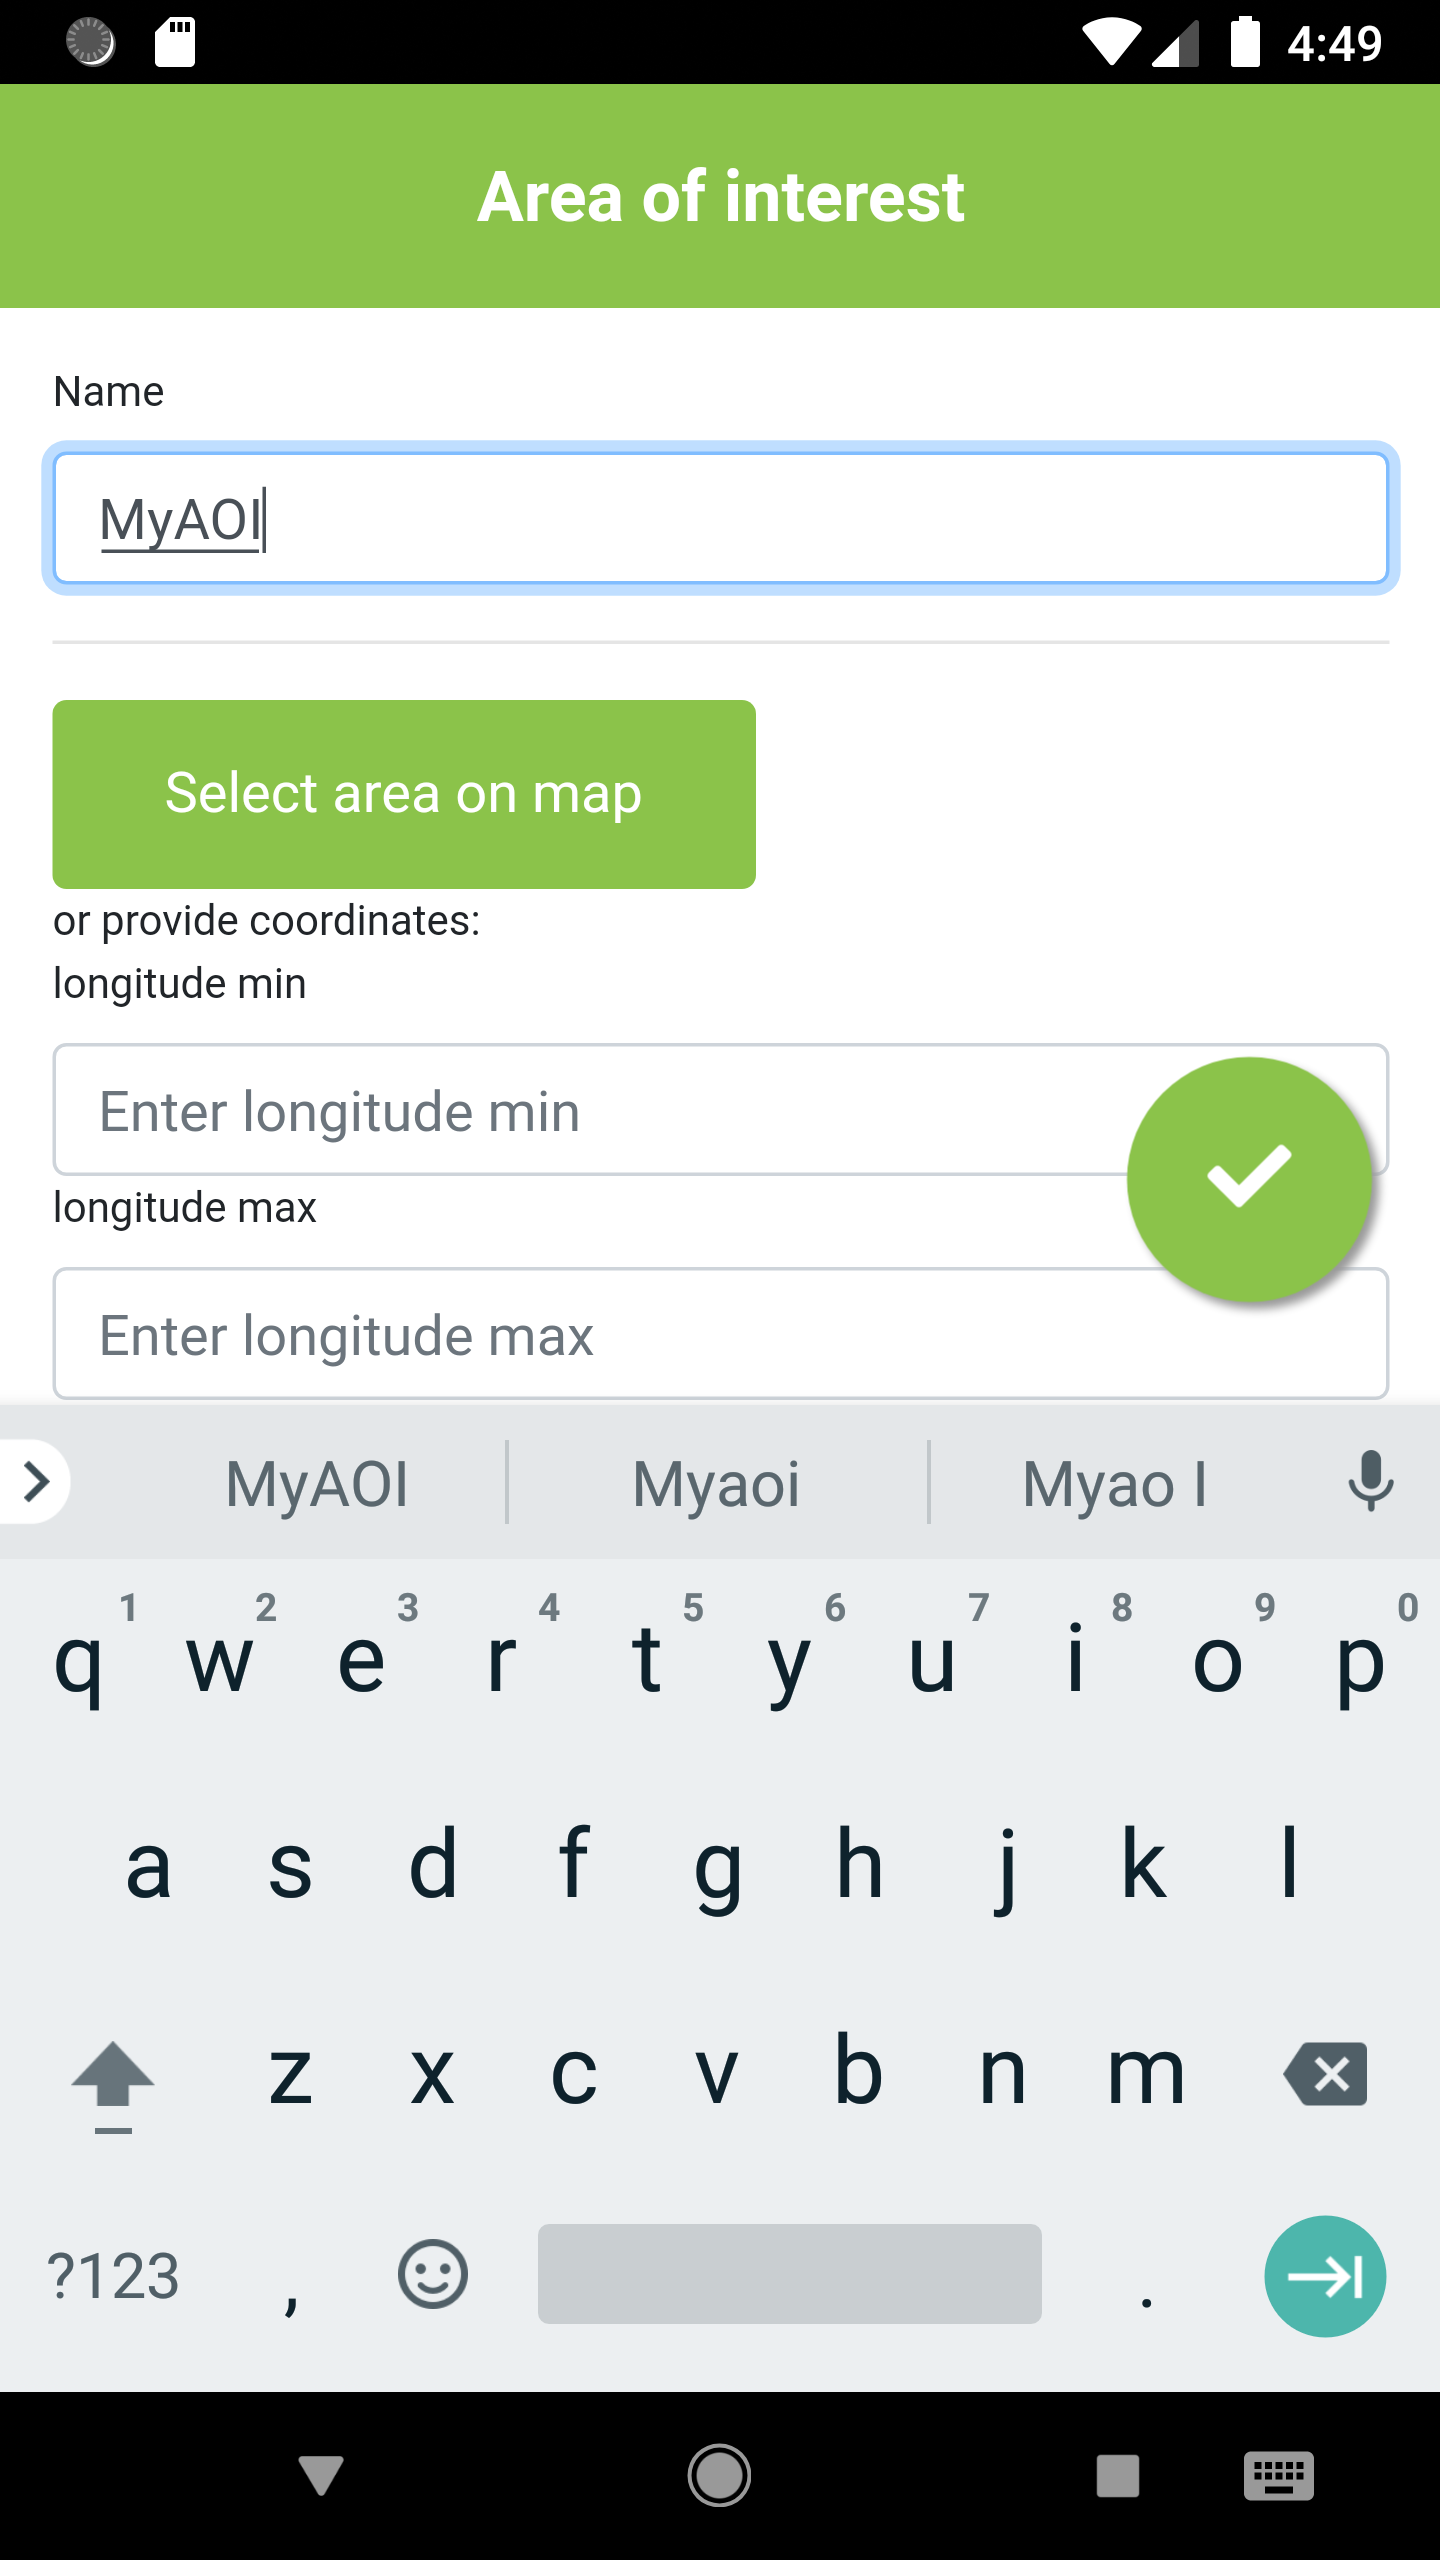 4:49
Area of interest
Name
MyAOI
Select area on map
or provide coordinates:
longitude min
Enter longitude min
longitude max
Enter longitude max
MyAOI Myaoi Myao I
1 2 3 4 5 6 7 8 9 0
q w e r t y u i o p
a s d f g h j k l
z x c v b n m
?123 , .